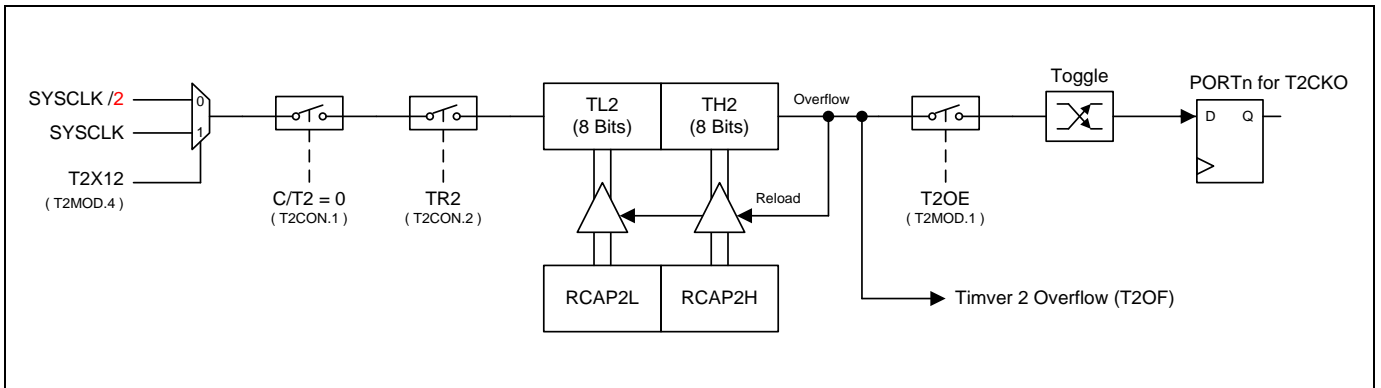 SYSCLK /2
SYSCLK
T2X12
( T2MOD.4 )
0
1
C/T2 = 0
( T2CON.1 )
TR2
( T2CON.2 )
TL2
(8 Bits)
TH2
(8 Bits)
Overflow
Reload
RCAP2L
RCAP2H
T2OE
( T2MOD.1 )
Toggle
PORTn for T2CKO
D Q
Timver 2 Overflow (T2OF)